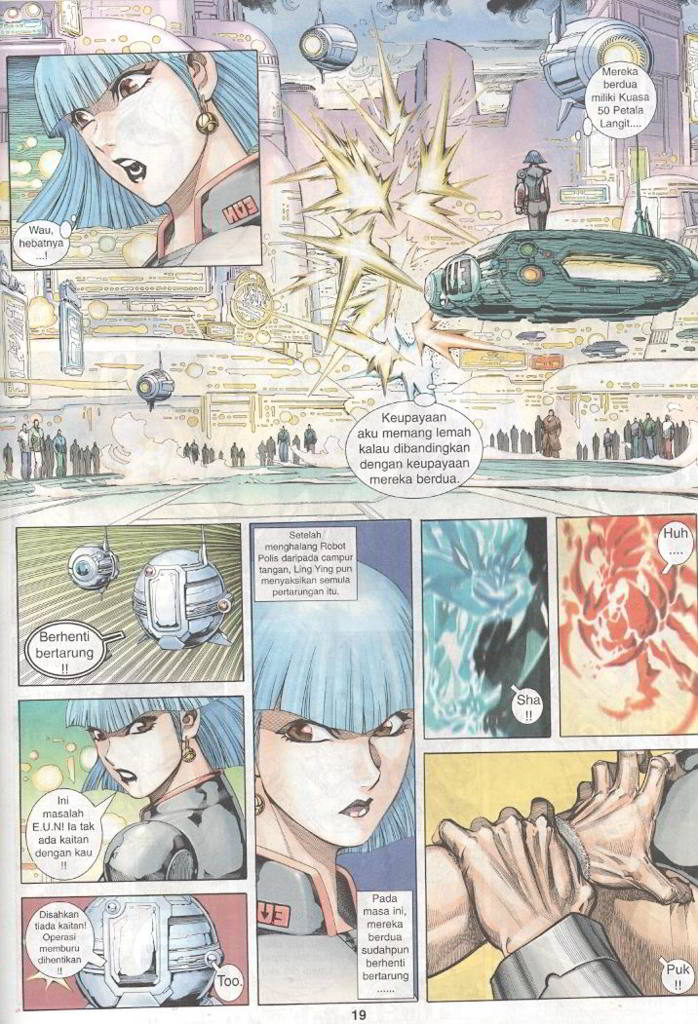 Mereka
berdua
miliki Kuasa
50 Petala
Langit....
Wau,
hebatnya
...!
Keupayaan
aku memang lemah
kalau dibandingkan
dengan keupayaan
mereka berdua.
Berhenti
bertarung
!!
Ini
masalah
E.U.N! Ia tak
ada kaitan
dengan kau
!!
Disahkan
tiada kaitan!
Operasi
memburu
dihentikan
!!
Too.
Setelah
menghalang Robot
Polis daripada campur
tangan, Ling Ying pun
menyaksikan semula
pertarungan itu.
Pada
masa ini,
mereka
berdua
sudahpun
berhenti
bertarung
......
Sha
!!
Huh
....
Puk
!!
19